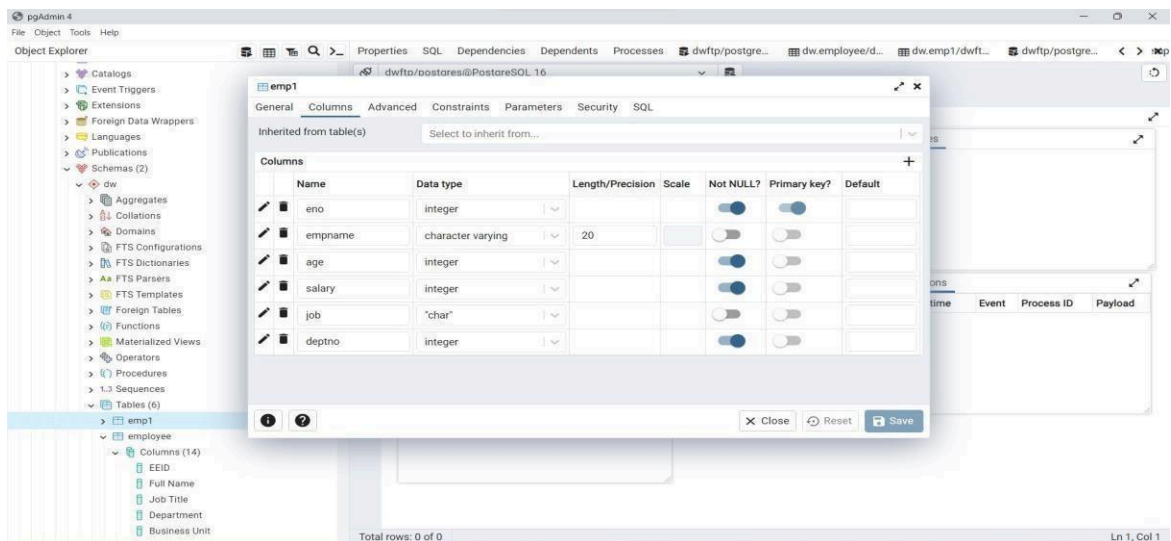 pgAdmin 4
File Object Tools Help
Object Explorer
Properties SQL Dependencies Dependents Processes dwftp/postgre... dw.employee/d... dw.emp1/dwft... dwftp/postgre...
Catalogs
Event Triggers
Extensions
Foreign Data Wrappers
Languages
Publications
Schemas (2)
dw
Aggregates
Collations
Domains
FTS Configurations
FTS Dictionaries
FTS Parsers
FTS Templates
Foreign Tables
Functions
Materialized Views
Operators
Procedures
1..3 Sequences
Tables (6)
emp1
employee
Columns (14)
EEID
Full Name
Job Title
Department
Business Unit
dwftp/postgres@PostgreSQL 16
emp1
General Columns Advanced Constraints Parameters Security SQL
Inherited from table(s) Select to inherit from...
Columns
Name Data type Length/Precision Scale Not NULL? Primary key? Default
eno integer
empname character varying 20
age integer
salary integer
job "char"
deptno integer
Close Reset Save
Event Process ID Payload
Total rows: 0 of 0
Ln 1, Col 1